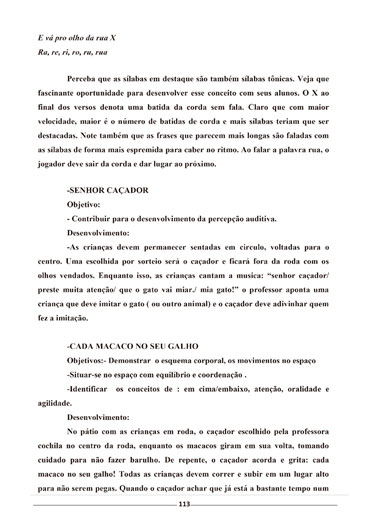 E vá pro olho da rua X
Ra, re, ri, ro, ru, rua
Perceba que as sílabas em destaque são também sílabas tônicas. Veja que
fascinante oportunidade para desenvolver esse conceito com seus alunos. O X ao
final dos versos denota uma batida da corda sem fala. Claro que com maior
velocidade, maior é o número de batidas de corda e mais sílabas teriam que ser
destacadas. Note também que as frases que parecem mais longas são faladas com
as sílabas de forma mais espremida para caber no ritmo. Ao falar a palavra rua, o
jogador deve sair da corda e dar lugar ao próximo.
-SENHOR CAÇADOR
Objetivo:
- Contribuir para o desenvolvimento da percepção auditiva.
Desenvolvimento:
-As crianças devem permanecer sentadas em círculo, voltadas para o
centro. Uma escolhida por sorteio será o caçador e ficará fora da roda com os
olhos vendados. Enquanto isso, as crianças cantam a musica: “senhor caçador/
preste muita atenção/ que o gato vai miar./ mia gato!” o professor aponta uma
criança que deve imitar o gato ( ou outro animal) e o caçador deve adivinhar quem
fez a imitação.
-CADA MACACO NO SEU GALHO
Objetivos:- Demonstrar o esquema corporal, os movimentos no espaço
-Situar-se no espaço com equilíbrio e coordenação .
-Identificar os conceitos de : em cima/embaixo, atenção, oralidade e
agilidade.
Desenvolvimento:
No pátio com as crianças em roda, o caçador escolhido pela professora
cochila no centro da roda, enquanto os macacos giram em sua volta, tomando
cuidado para não fazer barulho. De repente, o caçador acorda e grita: cada
macaco no seu galho! Todas as crianças devem correr e subir em um lugar alto
para não serem pegas. Quando o caçador achar que já está a bastante tempo num
113